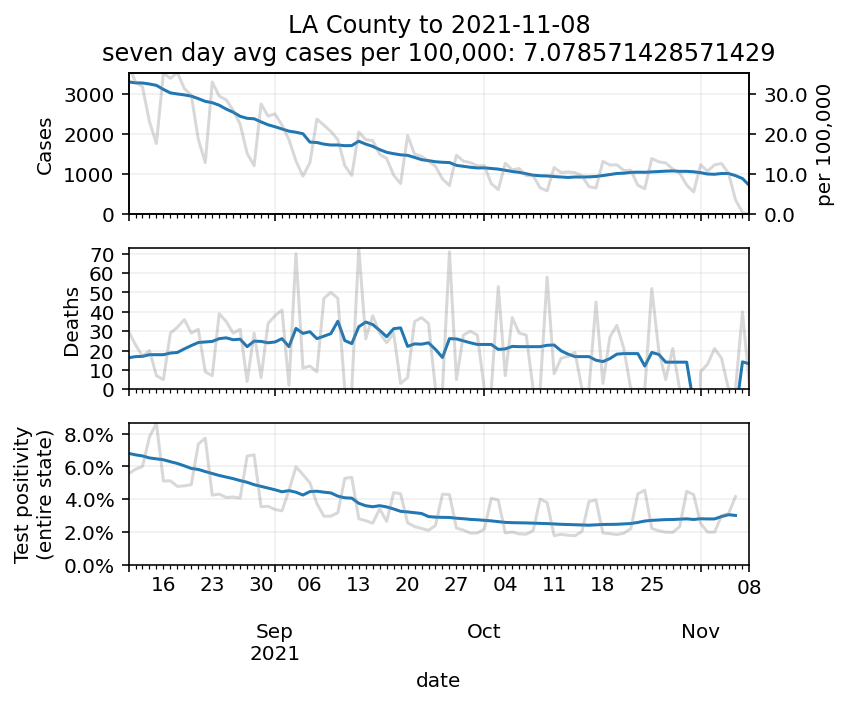 LA County to 2021-11-08
seven day avg cases per 100,000: 7.078571428571429
Cases
3000
2000
1000
0
30.0
20.0
10.0
0.0
per 100,000
Deaths
70
60
50
40
30
20
10
0
Test positivity
(entire state)
8.0%
6.0%
4.0%
2.0%
0.0%
16 23 30 06 13 20 27 04 11 18 25 08
Sep Oct Nov
2021
date